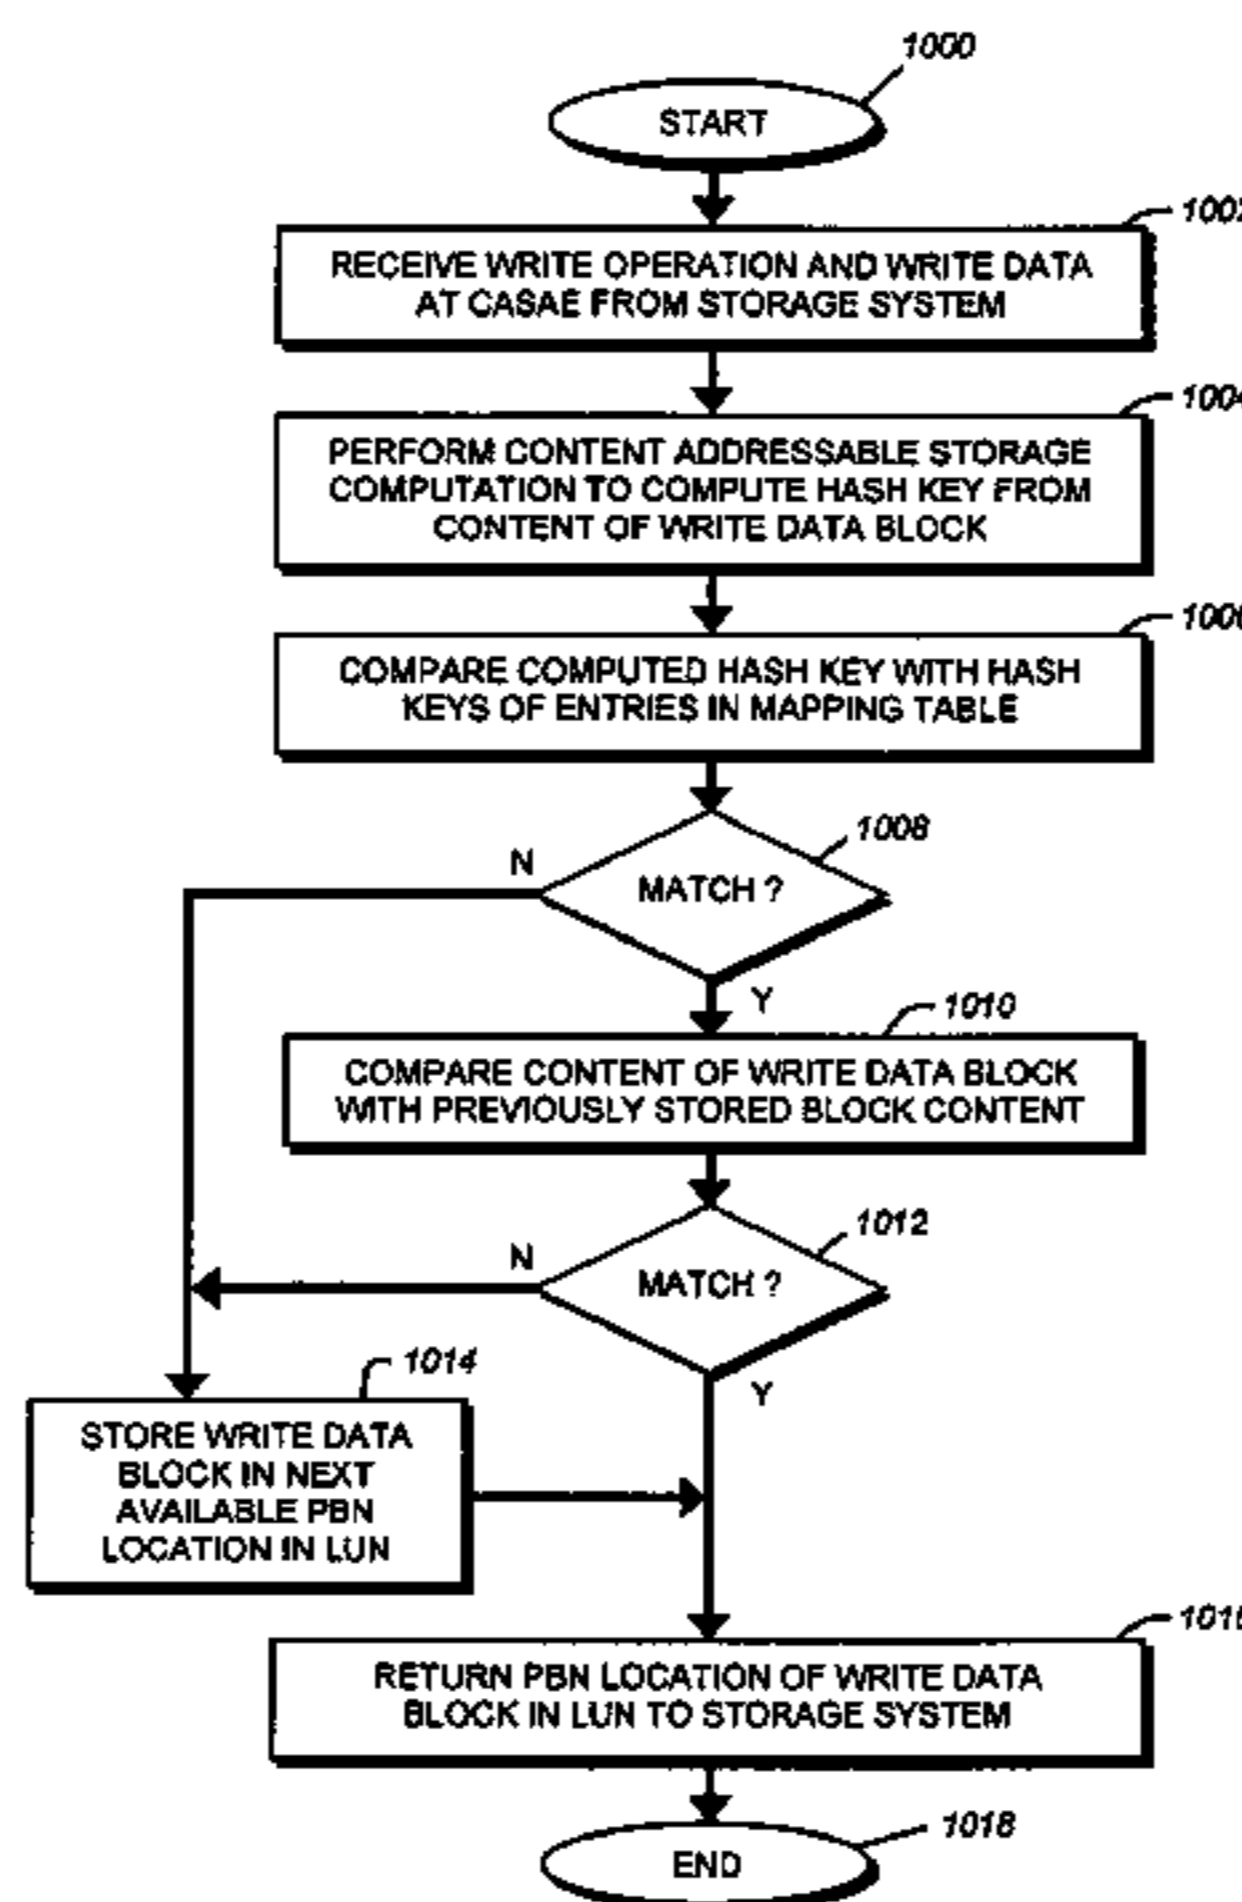 1000
START
RECEIVE WRITE OPERATION AND WRITE DATA
AT CASAE FROM STORAGE SYSTEM
1004
PERFORM CONTENT ADDRESSABLE STORAGE
COMPUTATION TO COMPUTE HASH KEY FROM
CONTENT OF WRITE DATA BLOCK
COMPARE COMPUTED HASH KEY WITH HASH
KEYS OF ENTRIES IN MAPPING TABLE
1008
N
MATCH ?
Y
1010
COMPARE CONTENT OF WRITE DATA BLOCK
WITH PREVIOUSLY STORED BLOCK CONTENT
1012
N
MATCH ?
Y
1014
STORE WRITE DATA
BLOCK IN NEXT
AVAILABLE PBN
LOCATION IN LUN
RETURN PBN LOCATION OF WRITE DATA
BLOCK IN LUN TO STORAGE SYSTEM
1018
END